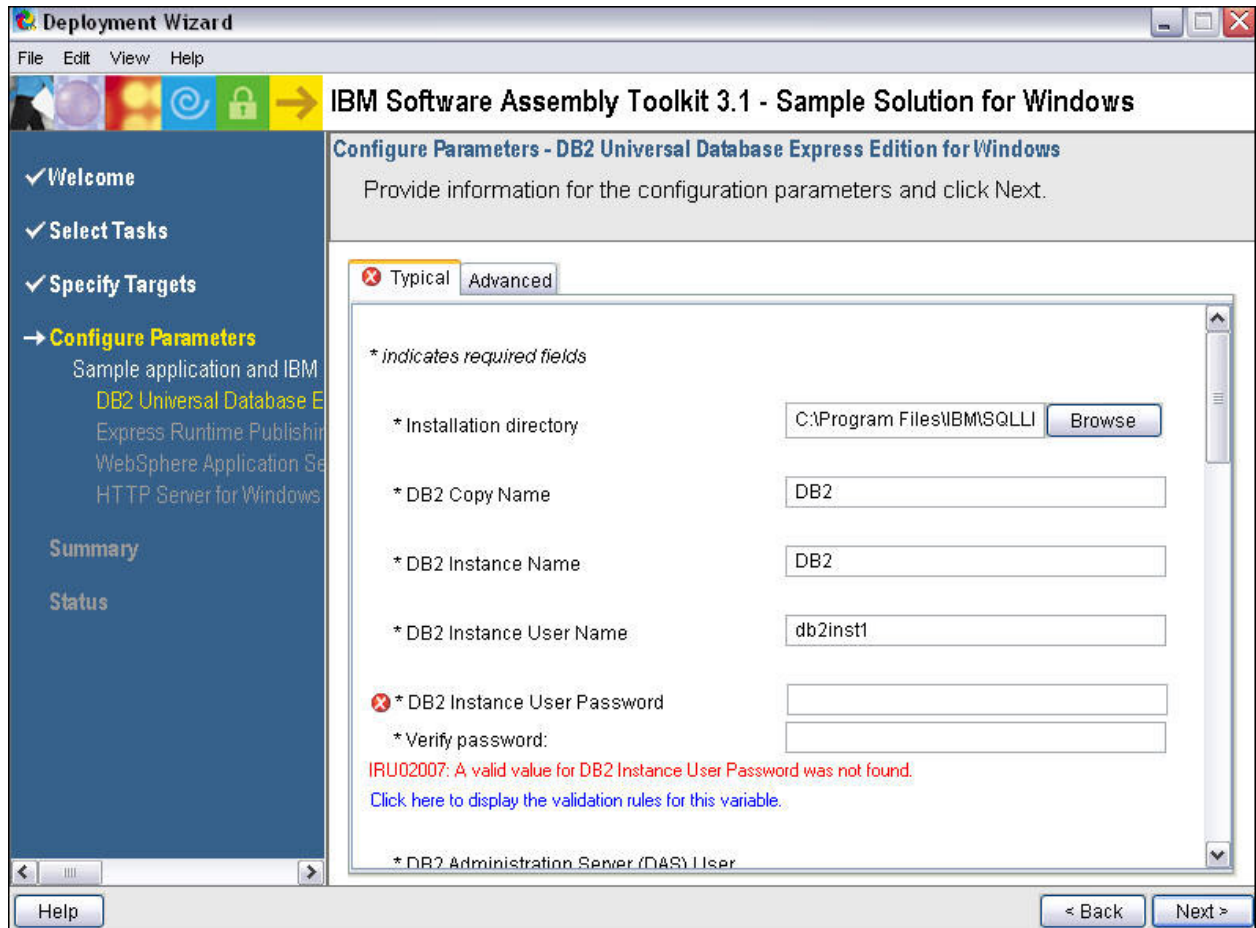 Deployment Wizard
File Edit View Help
IBM Software Assembly Toolkit 3.1 - Sample Solution for Windows
Welcome
Select Tasks
Specify Targets
Configure Parameters
Sample application and IBM
DB2 Universal Database E
Express Runtime Publishin
WebSphere Application Se
HTTP Server for Windows
Summary
Status
Configure Parameters - DB2 Universal Database Express Edition for Windows
Provide information for the configuration parameters and click Next.
Typical Advanced
* indicates required fields
* Installation directory C:\Program Files\IBM\SQLLI Browse
* DB2 Copy Name DB2
* DB2 Instance Name DB2
* DB2 Instance User Name db2inst1
* DB2 Instance User Password
* Verify password:
IRU02007: A valid value for DB2 Instance User Password was not found.
Click here to display the validation rules for this variable.
* DB2 Administration Server (DAS) User
Help < Back Next >